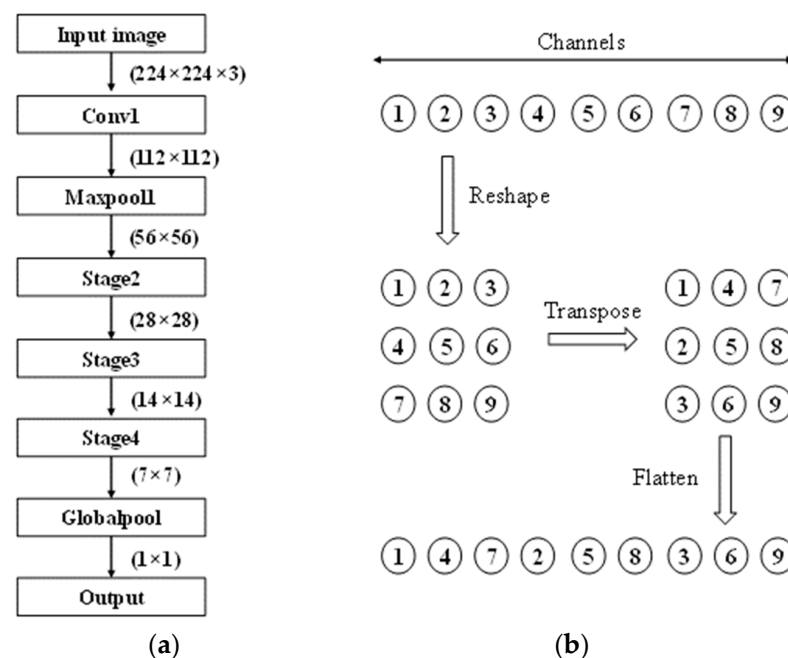 Input image
(224×224×3)
Conv1
(112×112)
Maxpool1
(56×56)
Stage2
(28×28)
Stage3
(14×14)
Stage4
(7×7)
Globalpool
(1×1)
Output
(a)
Channels
1 2 3 4 5 6 7 8 9
Reshape
1 2 3
4 5 6
7 8 9
Transpose
1 4 7
2 5 8
3 6 9
Flatten
1 4 7 2 5 8 3 6 9
(b)